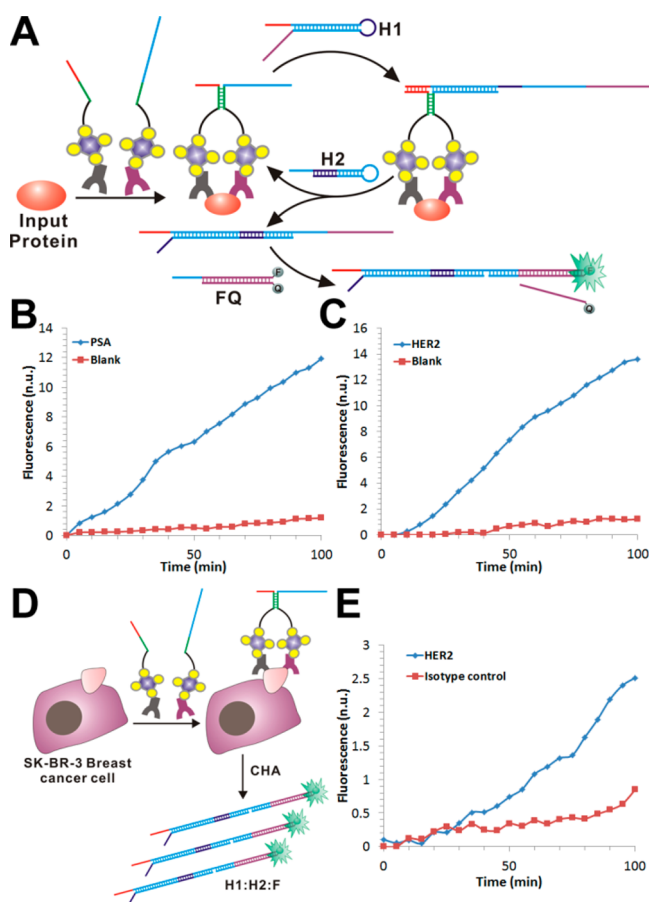 A
H1
H2
Input
Protein
F
Q
FQ
F
Q
B
14
12
10
8
6
4
2
0
Fluorescence (n.u.)
PSA
Blank
0
50
100
Time (min)
C
16
14
12
10
8
6
4
2
0
Fluorescence (n.u.)
HER2
Blank
0
50
100
Time (min)
D
SK-BR-3 Breast
cancer cell
CHA
H1:H2:F
E
3
2.5
2
1.5
1
0.5
0
Fluorescence (n.u.)
HER2
Isotype control
0
50
100
Time (min)